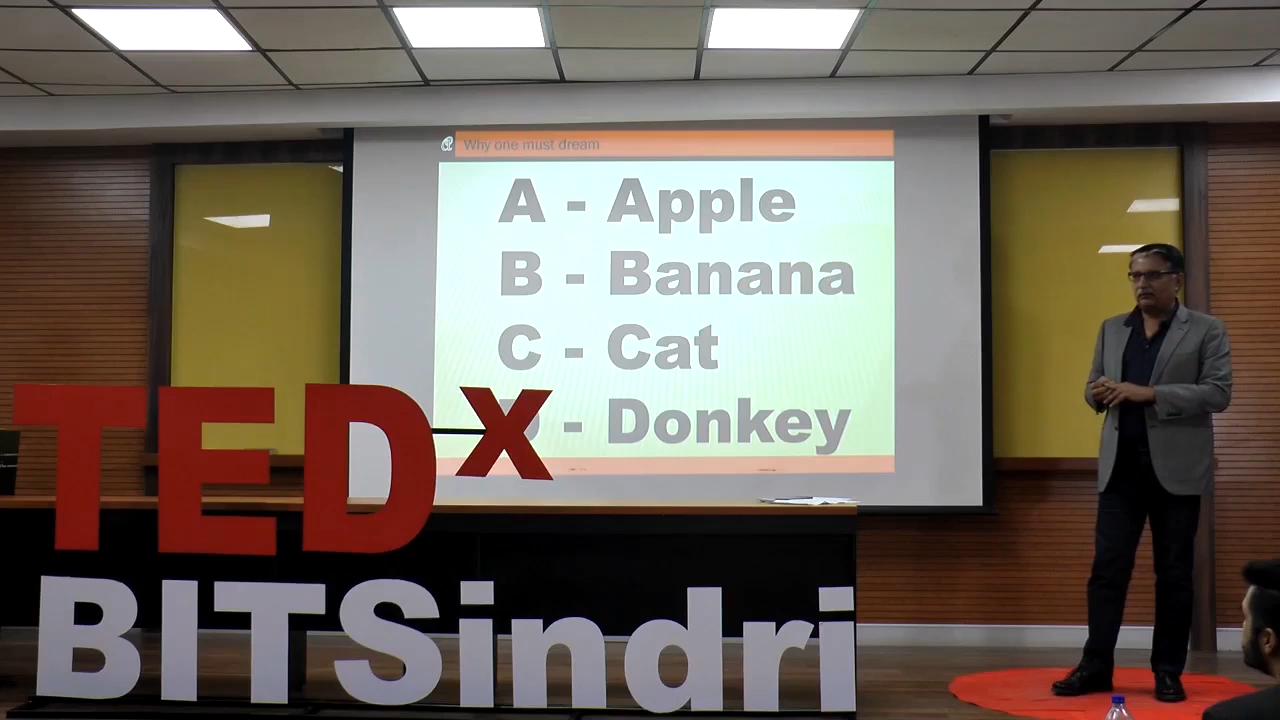 Why one must dream
A - Apple
B - Banana
C - Cat
D - Donkey
TEDx
BITSindri